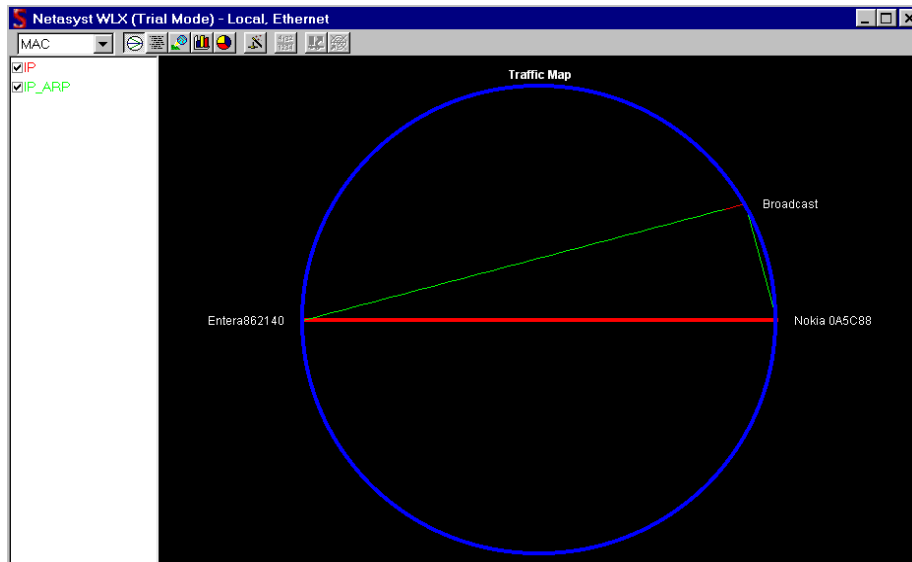 Netasyst WLX (Trial Mode) - Local, Ethernet
MAC
IP
IP_ARP
Traffic Map
Broadcast
Entera862140
Nokia 0A5C88